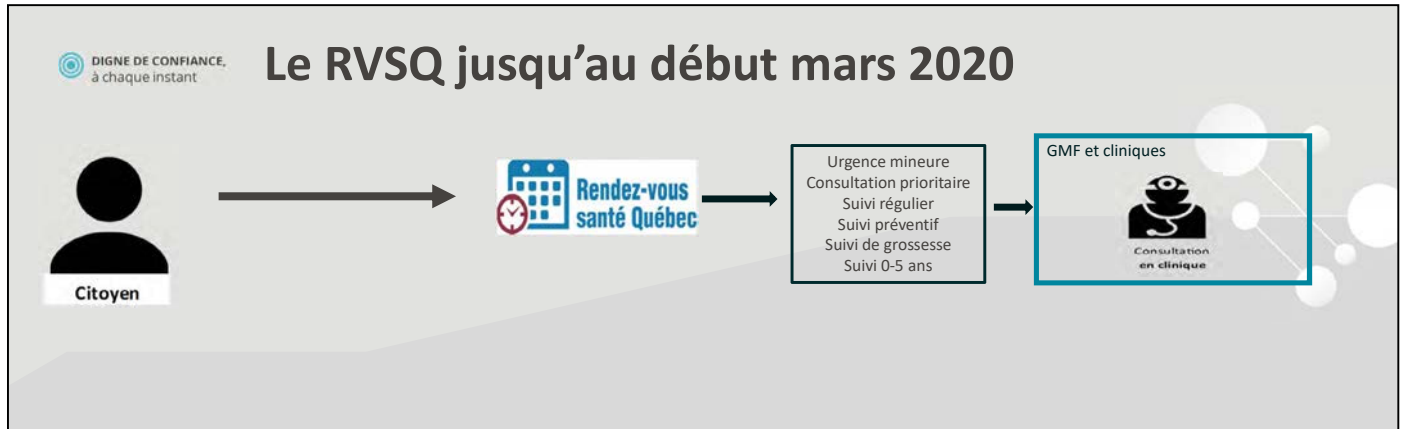 DIGNE DE CONFIANCE,
à chaque instant
Le RVSQ jusqu'au début mars 2020
Citoyen
Rendez-vous
santé Québec
Urgence mineure
Consultation prioritaire
Suivi régulier
Suivi préventif
Suivi de grossesse
Suivi 0-5 ans
GMF et cliniques
Consultation
en clinique